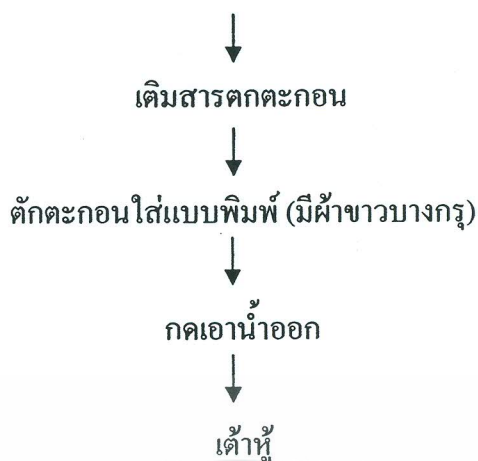 เติมสารตกตะกอน
ตักตะกอนใส่แบบพิมพ์ (มีผ้าขาวบางกรุ)
กดเอาน้ำออก
เต้าหู้